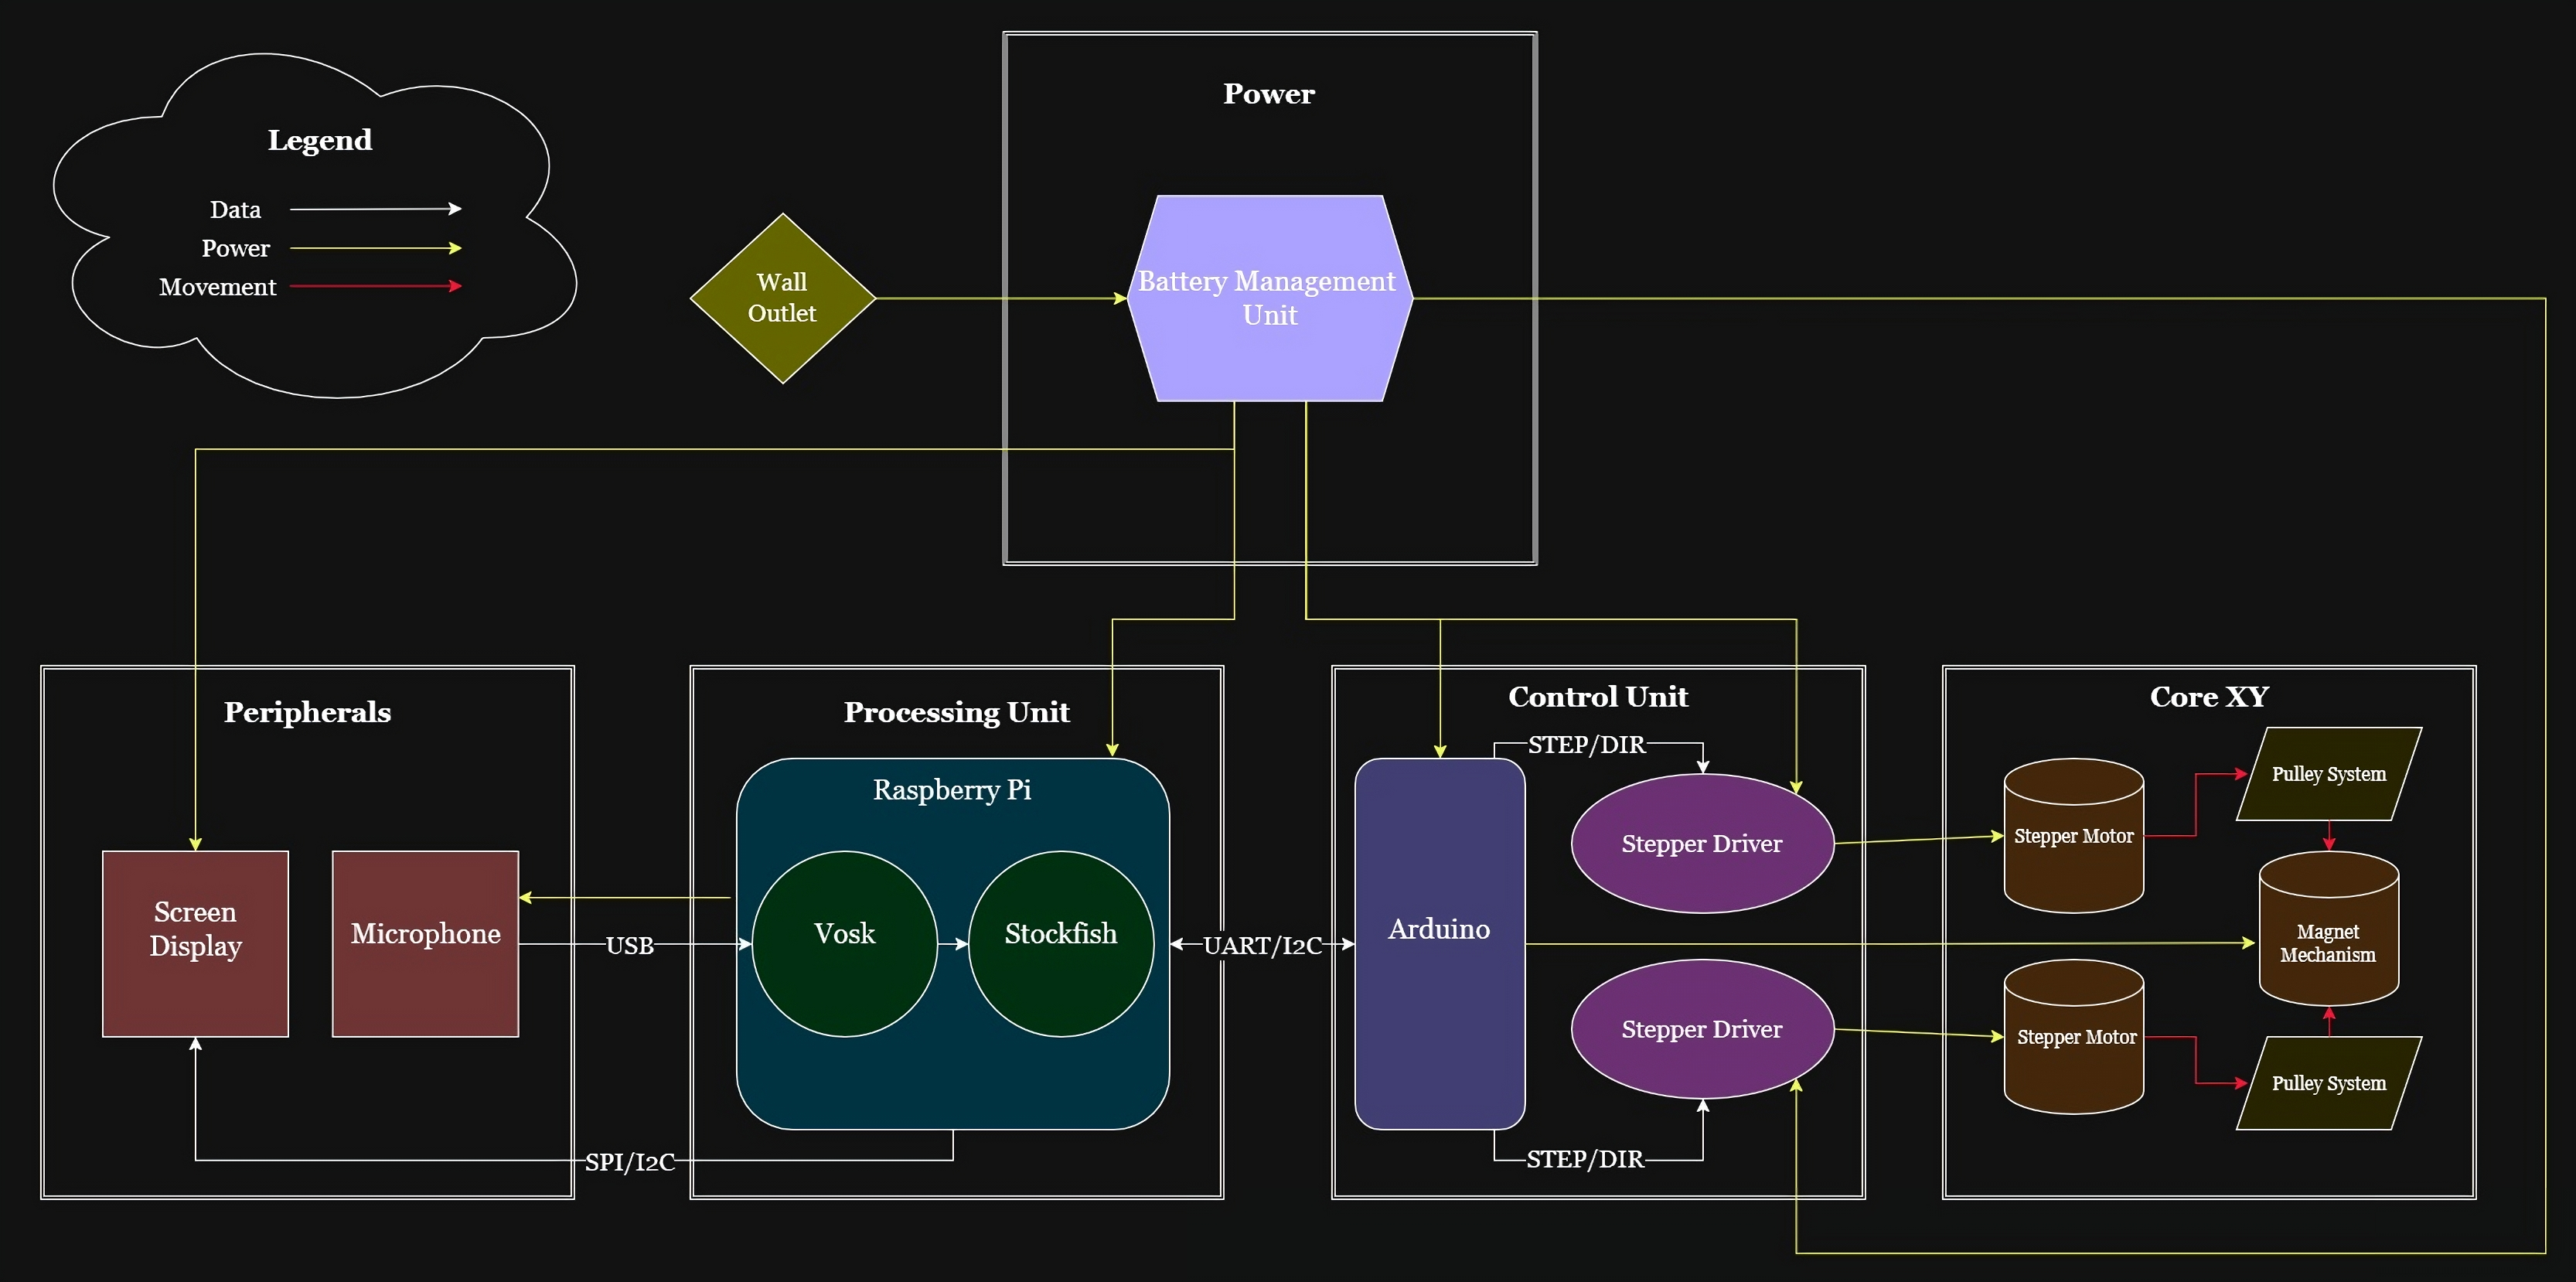 Legend
Data
Power
Movement
Power
Wall
Outlet
Battery Management
Unit
Peripherals
Screen
Display
Microphone
USB
SPI/I2C
Processing Unit
Raspberry Pi
Vosk
Stockfish
UART/I2C
Control Unit
STEP/DIR
Stepper Driver
Arduino
Stepper Driver
STEP/DIR
Core XY
Pulley System
Stepper Motor
Magnet
Mechanism
Stepper Motor
Pulley System